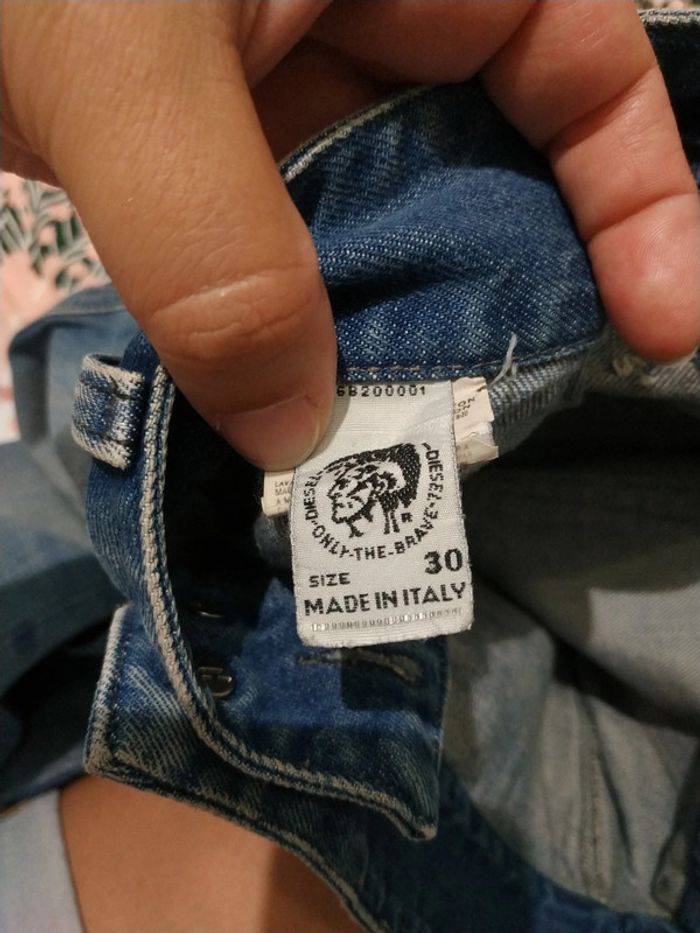 6B200001
DIESEL
DIESEL
·ONLY·THE·BRAVE·
R
SIZE 30
MADE IN ITALY